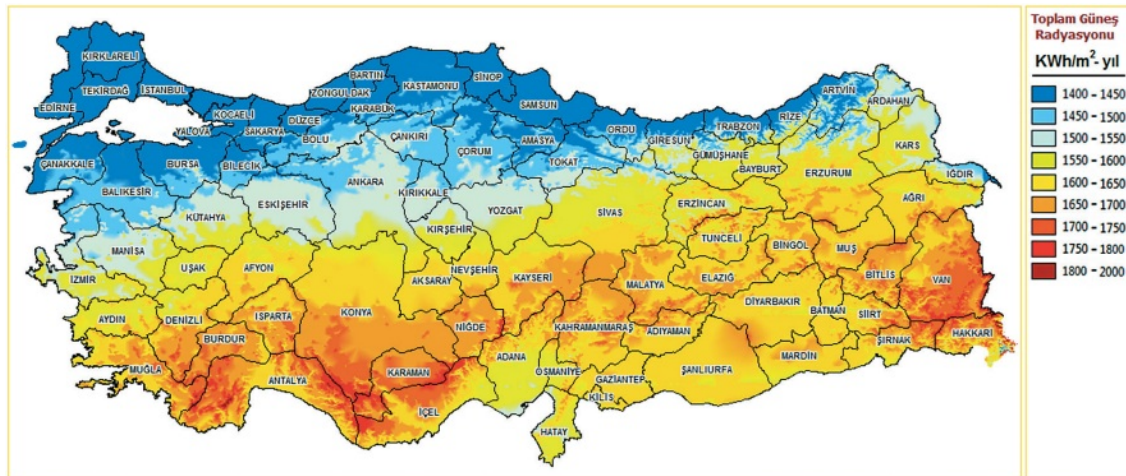 Toplam Güneş
Radyasyonu
KWh/m²- yıl
1400 - 1450
1450 - 1500
1500 - 1550
1550 - 1600
1600 - 1650
1650 - 1700
1700 - 1750
1750 - 1800
1800 - 2000
KIRKLARELİ
TEKİRDAĞ
İSTANBUL
EDİRNE
KOCAELİ
YALOVA
SAKARYA
DÜZCE
ZONGULDAK
BARTIN
KARABÜK
KASTAMONU
SİNOP
SAMSUN
BOLU
ÇANKIRI
ÇORUM
AMASYA
TOKAT
ORDU
GİRESUN
TRABZON
RİZE
ARTVİN
ARDAHAN
KARS
GÜMÜŞHANE
BAYBURT
ERZURUM
IĞDIR
AĞRI
ÇANAKKALE
BURSA
BİLECİK
BALIKESİR
ESKİŞEHİR
ANKARA
KIRIKKALE
KÜTAHYA
YOZGAT
SİVAS
ERZİNCAN
TUNCELİ
BİNGÖL
MUŞ
BİTLİS
VAN
MANİSA
İZMİR
UŞAK
AFYON
KIRŞEHİR
NEVŞEHİR
AKSARAY
KAYSERİ
MALATYA
ELAZIĞ
DİYARBAKIR
BATMAN
SİİRT
ŞIRNAK
HAKKARİ
AYDIN
DENİZLİ
ISPARTA
BURDUR
KONYA
NİĞDE
KAHRAMANMARAŞ
ADIYAMAN
MARDİN
ŞANLIURFA
MUĞLA
ANTALYA
KARAMAN
İÇEL
ADANA
OSMANİYE
GAZİANTEP
KİLİS
HATAY